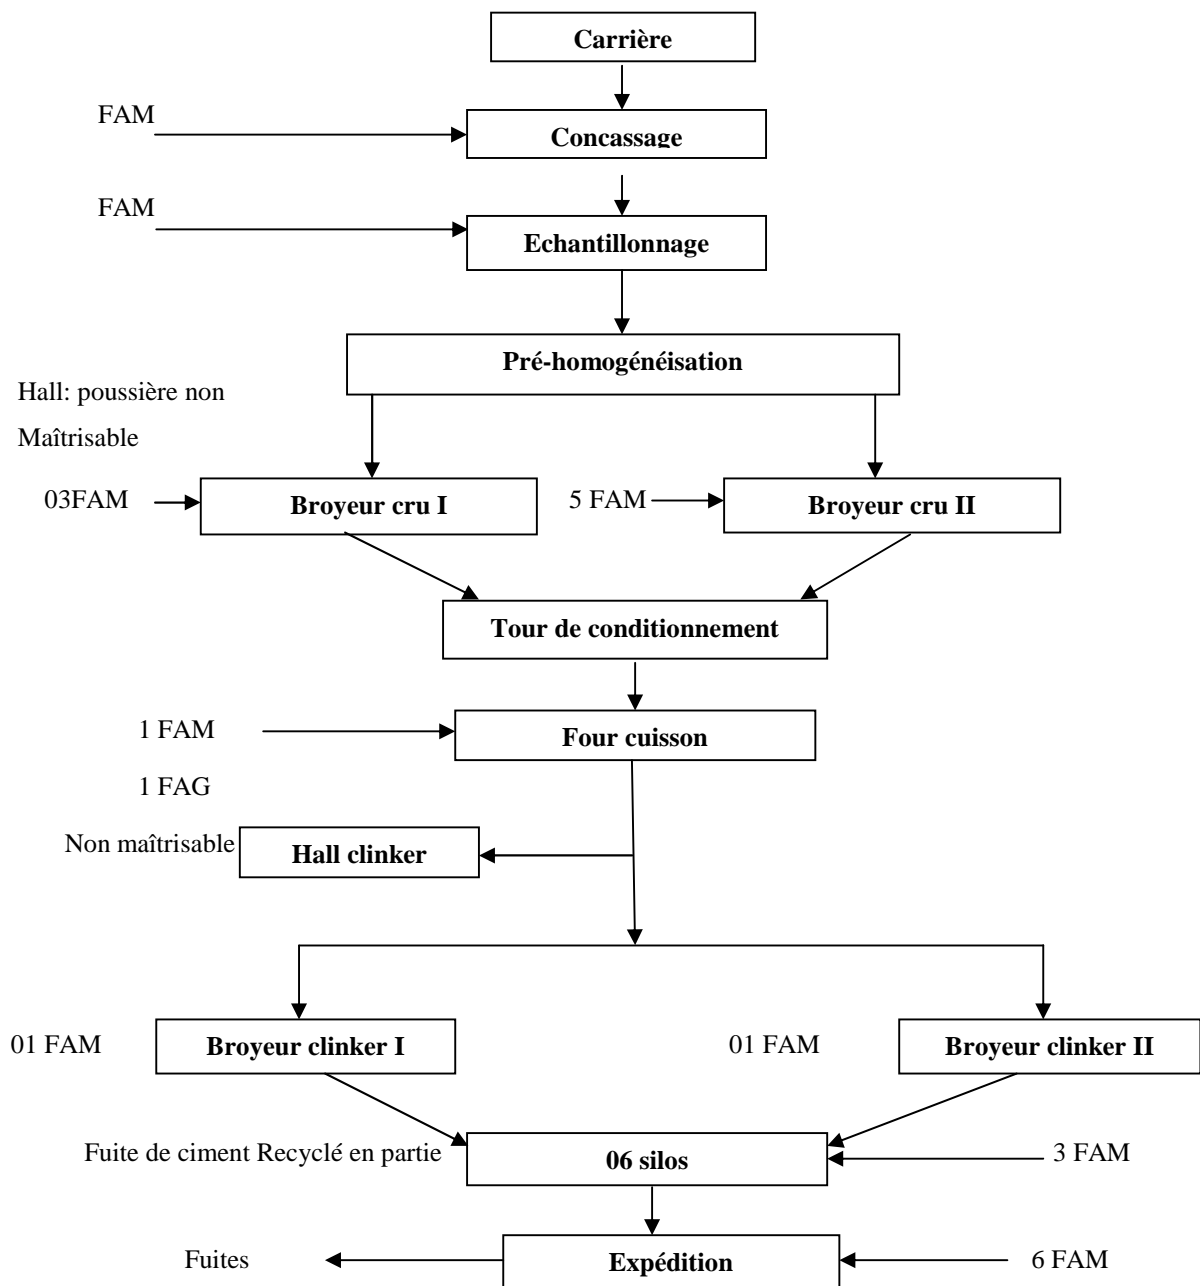 Carrière
FAM
Concassage
FAM
Echantillonnage
Pré-homogénéisation
Hall: poussière non
Maîtrisable
03FAM
Broyeur cru I
5 FAM
Broyeur cru II
Tour de conditionnement
1 FAM
Four cuisson
1 FAG
Non maîtrisable
Hall clinker
01 FAM
Broyeur clinker I
01 FAM
Broyeur clinker II
Fuite de ciment Recyclé en partie
06 silos
3 FAM
Fuites
Expédition
6 FAM